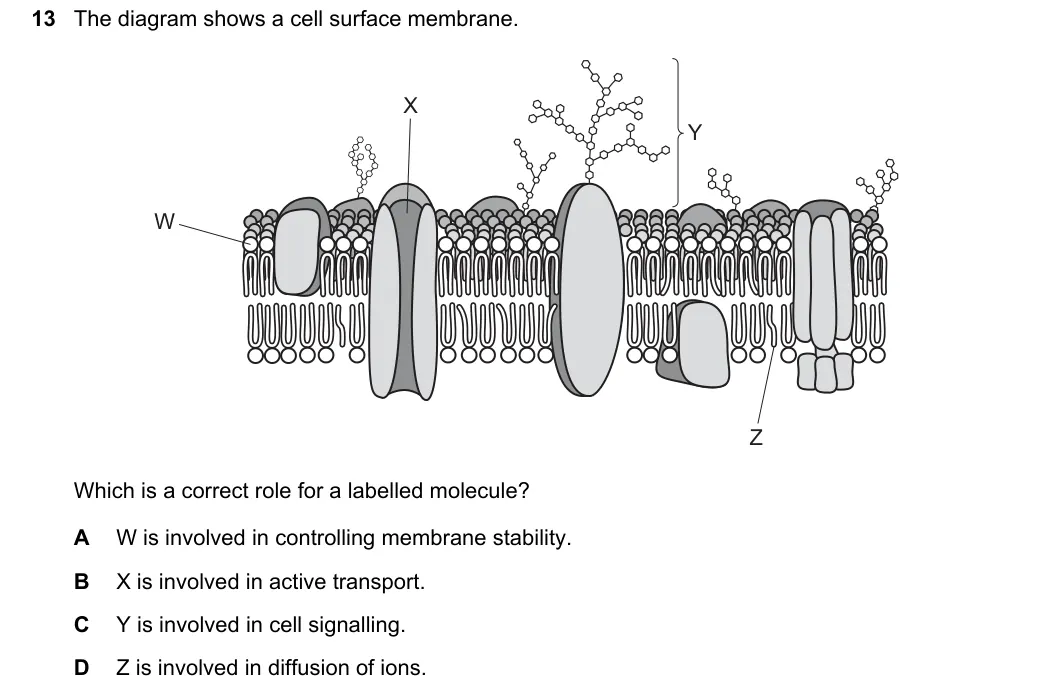 13 The diagram shows a cell surface membrane.
X
Y
W
Z
Which is a correct role for a labelled molecule?
A W is involved in controlling membrane stability.
B X is involved in active transport.
C Y is involved in cell signalling.
D Z is involved in diffusion of ions.